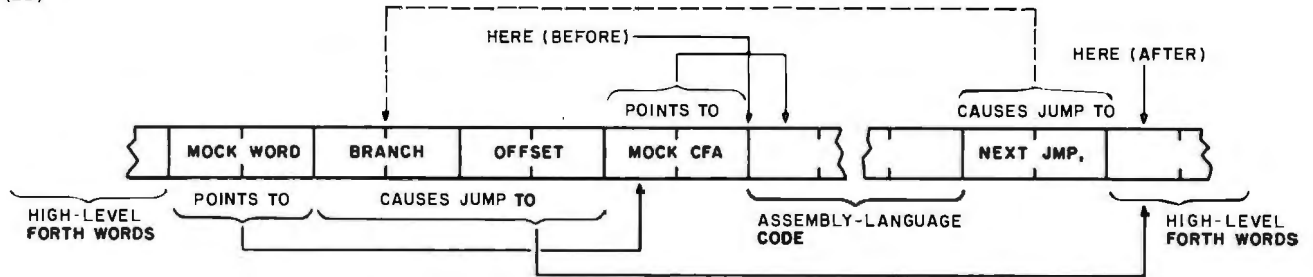 HERE (BEFORE)
HERE (AFTER)
POINTS TO
CAUSES JUMP TO
MOCK WORD
BRANCH
OFFSET
MOCK CFA
NEXT JMP,
HIGH-LEVEL
FORTH WORDS
POINTS TO
CAUSES JUMP TO
ASSEMBLY-LANGUAGE
CODE
HIGH-LEVEL
FORTH WORDS